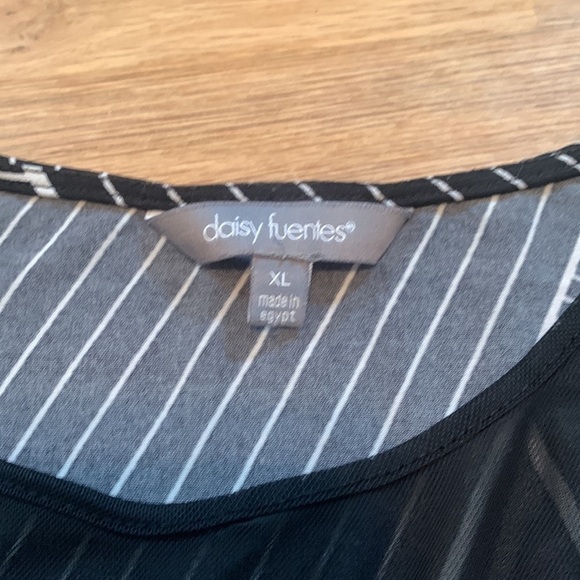 daisy fuentes®
XL
made in
egypt